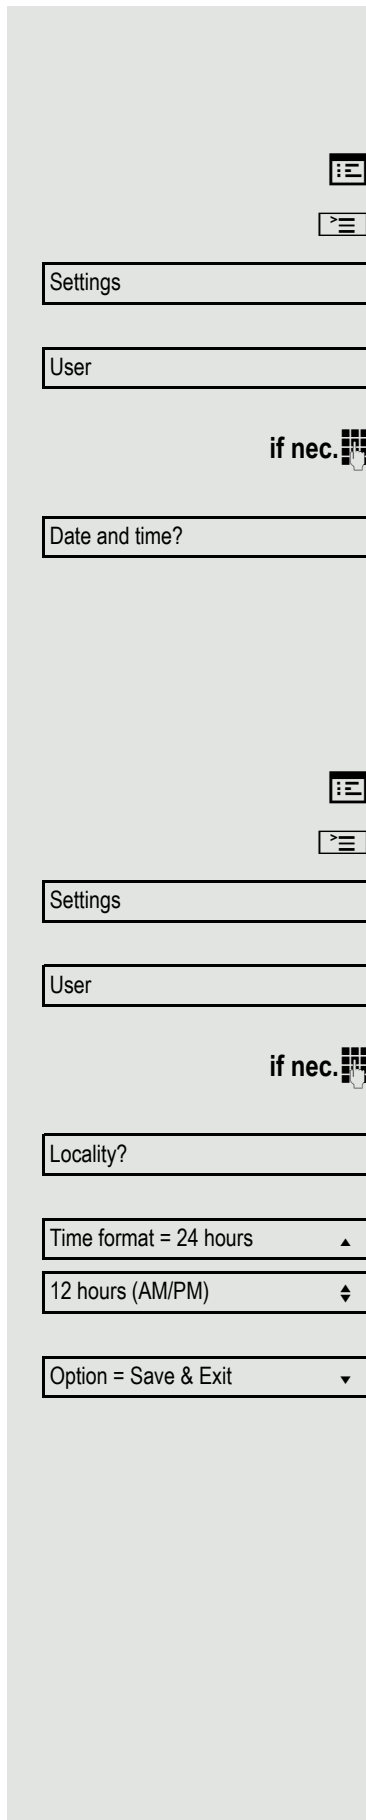 Settings
User
if nec.
Date and time?
Settings
User
if nec.
Locality?
Time format = 24 hours
12 hours (AM/PM)
Option = Save & Exit